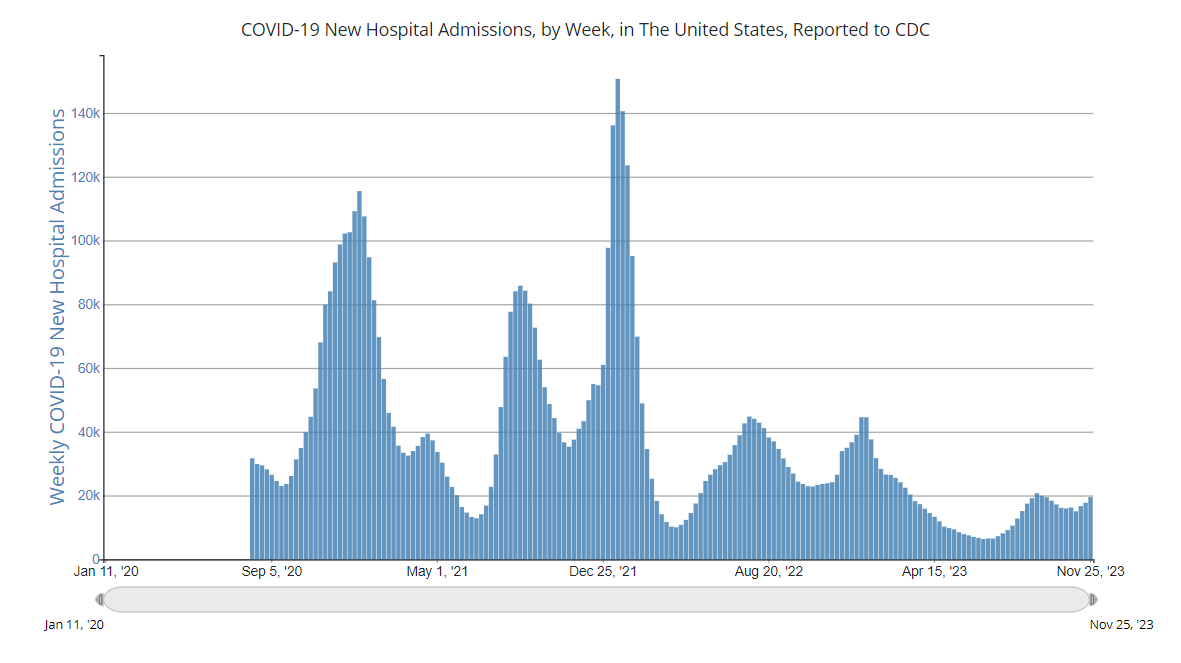 COVID-19 New Hospital Admissions, by Week, in The United States, Reported to CDC
Weekly COVID-19 New Hospital Admissions
140k
120k
100k
80k
60k
40k
20k
0
Jan 11, '20
Sep 5, '20
May 1, '21
Dec 25, '21
Aug 20, '22
Apr 15, '23
Nov 25, '23
Jan 11, '20
Nov 25, '23